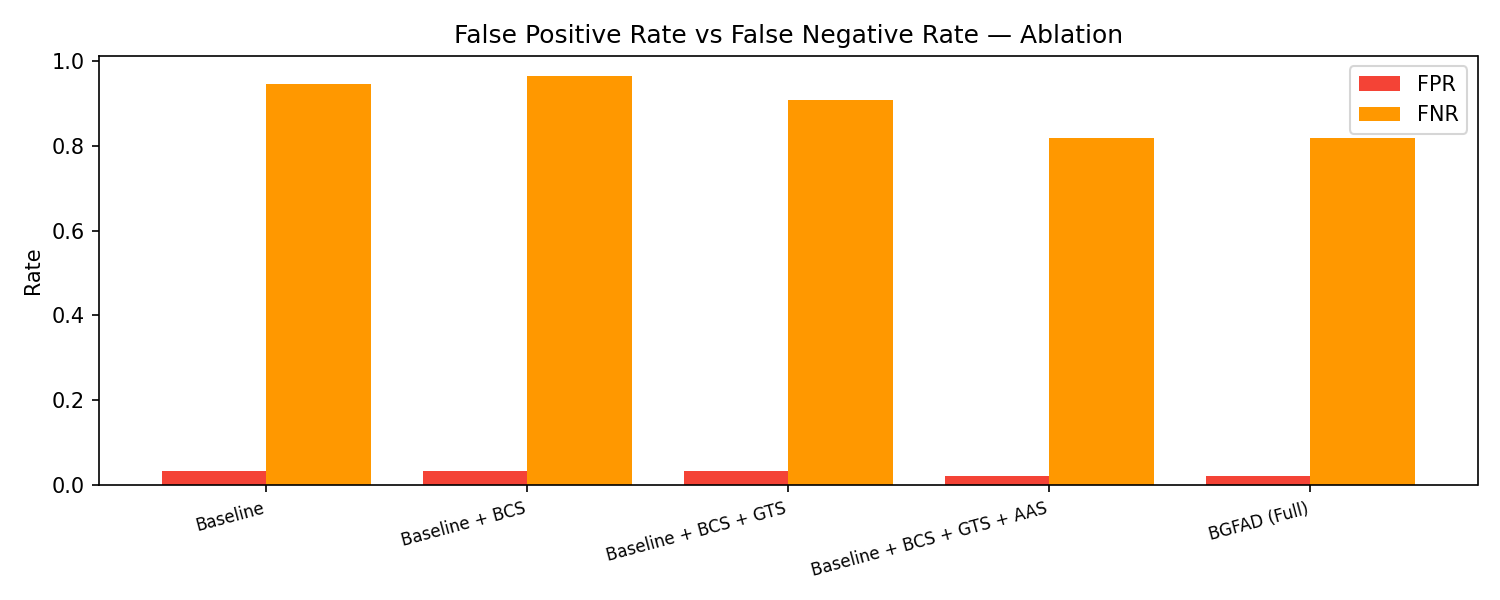 False Positive Rate vs False Negative Rate — Ablation
FPR
FNR
Rate
1.0
0.8
0.6
0.4
0.2
0.0
Baseline
Baseline + BCS
Baseline + BCS + GTS
Baseline + BCS + GTS + AAS
BGFAD (Full)